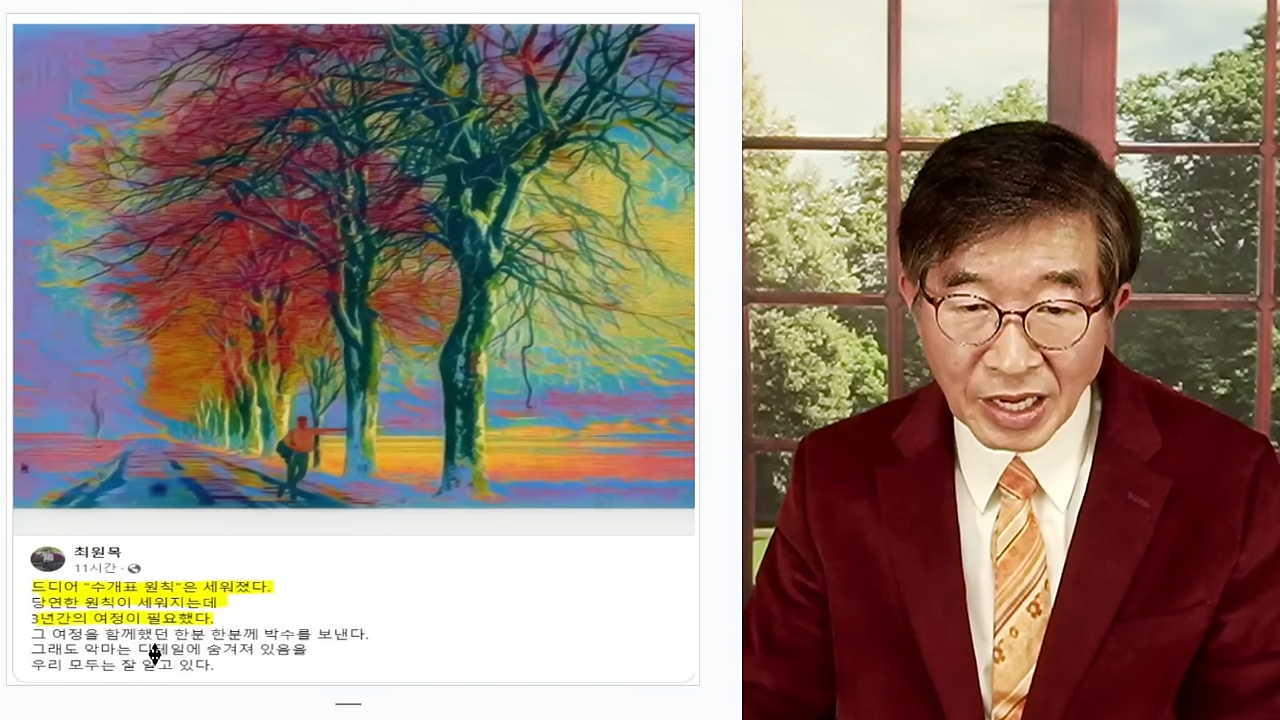 최원목
11시간 ·
드디어 "수개표 원칙"은 세워졌다.
당연한 원칙이 세워지는데
3년간의 여정이 필요했다.
그 여정을 함께했던 한분 한분께 박수를 보낸다.
그래도 악마는 디테일에 숨겨져 있음을
우리 모두는 잘 알고 있다.